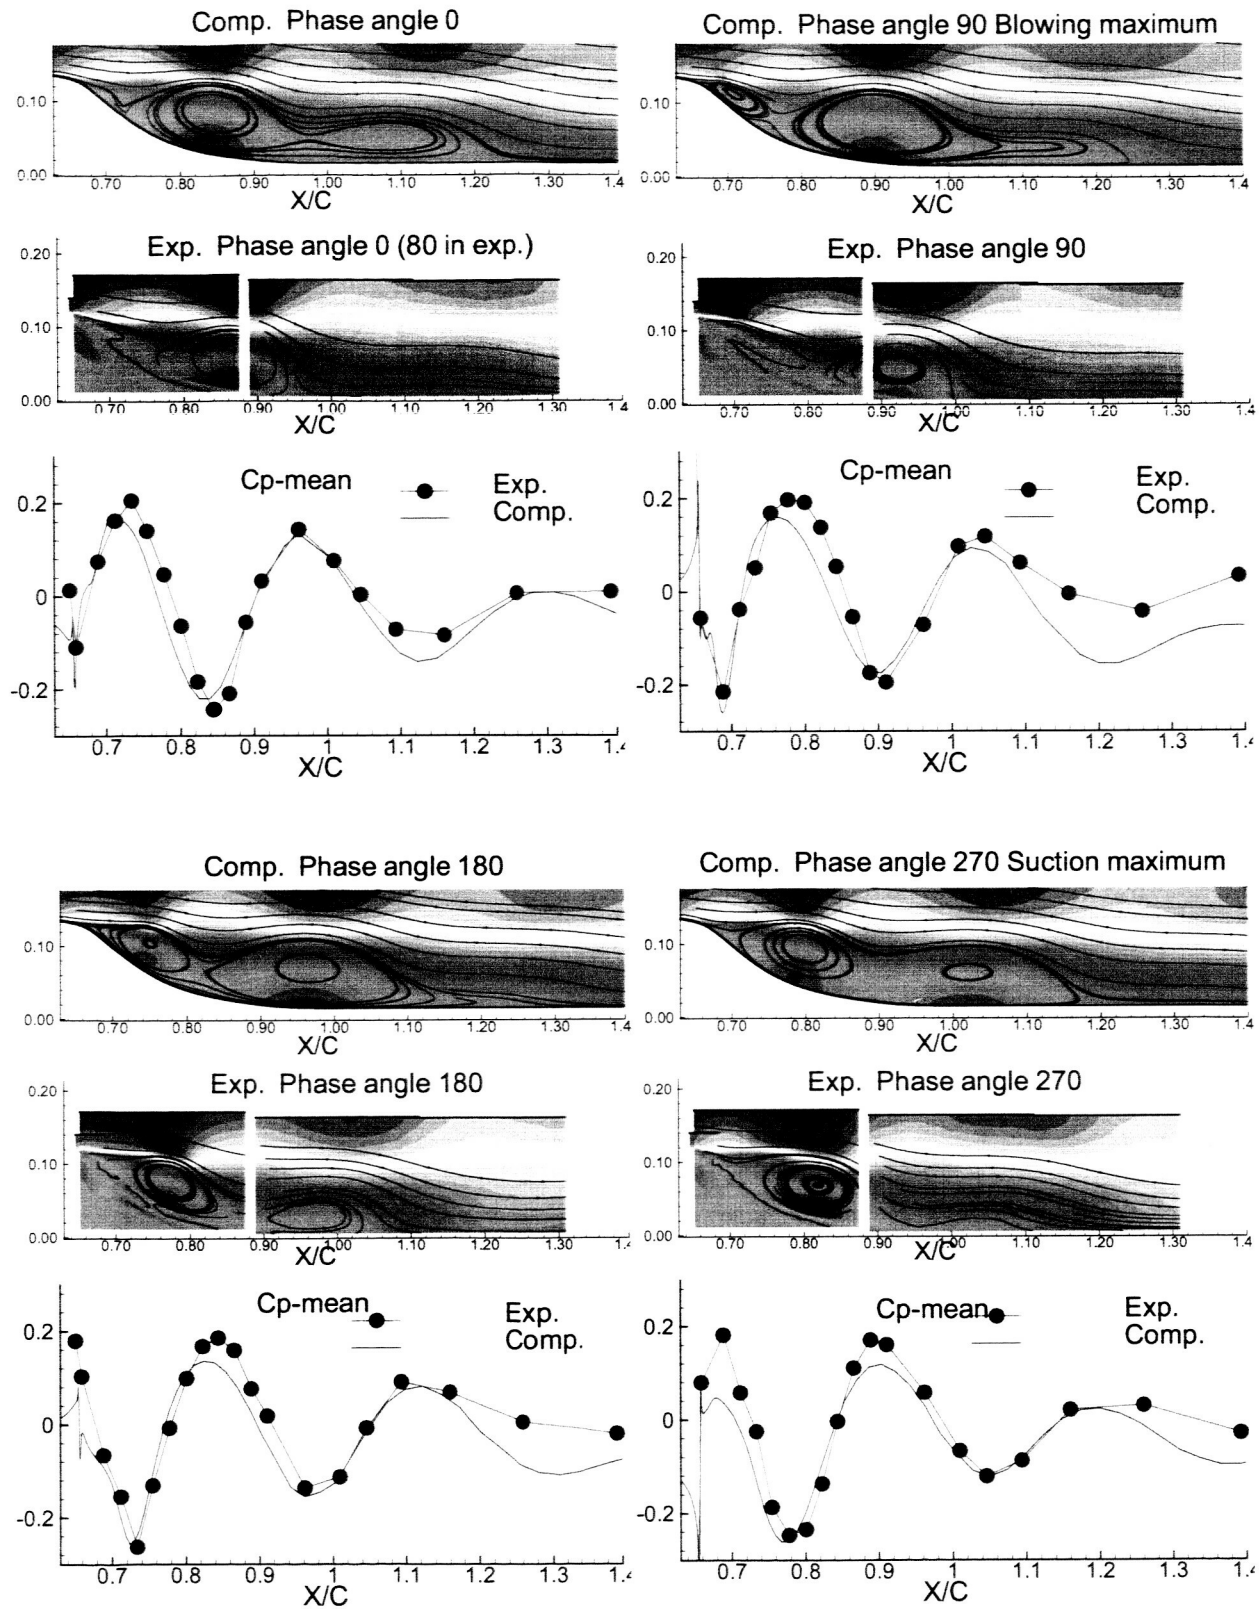 Comp. Phase angle 0
0.10
0.00
0.70 0.80 0.90 1.00 1.10 1.20 1.30 1.4
X/C
Comp. Phase angle 90 Blowing maximum
0.10
0.00
0.70 0.80 0.90 1.00 1.10 1.20 1.30 1.4
X/C
Exp. Phase angle 0 (80 in exp.)
0.20
0.10
0.00
0.70 0.80 0.90 1.00 1.10 1.20 1.30 1.4
X/C
Exp. Phase angle 90
0.20
0.10
0.00
0.70 0.80 0.90 1.00 1.10 1.20 1.30 1.4
X/C
Cp-mean
Exp.
Comp.
0.2
0
-0.2
0.7 0.8 0.9 1 1.1 1.2 1.3 1.4
X/C
Cp-mean
Exp.
Comp.
0.2
0
-0.2
0.7 0.8 0.9 1 1.1 1.2 1.3 1.4
X/C
Comp. Phase angle 180
0.10
0.00
0.70 0.80 0.90 1.00 1.10 1.20 1.30 1.4
X/C
Comp. Phase angle 270 Suction maximum
0.10
0.00
0.70 0.80 0.90 1.00 1.10 1.20 1.30 1.4
X/C
Exp. Phase angle 180
0.20
0.10
0.00
0.70 0.80 0.90 1.00 1.10 1.20 1.30 1.4
X/C
Exp. Phase angle 270
0.20
0.10
0.00
0.70 0.80 0.90 1.00 1.10 1.20 1.30 1.4
X/C
Cp-mean
Exp.
Comp.
0.2
0
-0.2
0.7 0.8 0.9 1 1.1 1.2 1.3 1.4
X/C
Cp-mean
Exp.
Comp.
0.2
0
-0.2
0.7 0.8 0.9 1 1.1 1.2 1.3 1.4
X/C